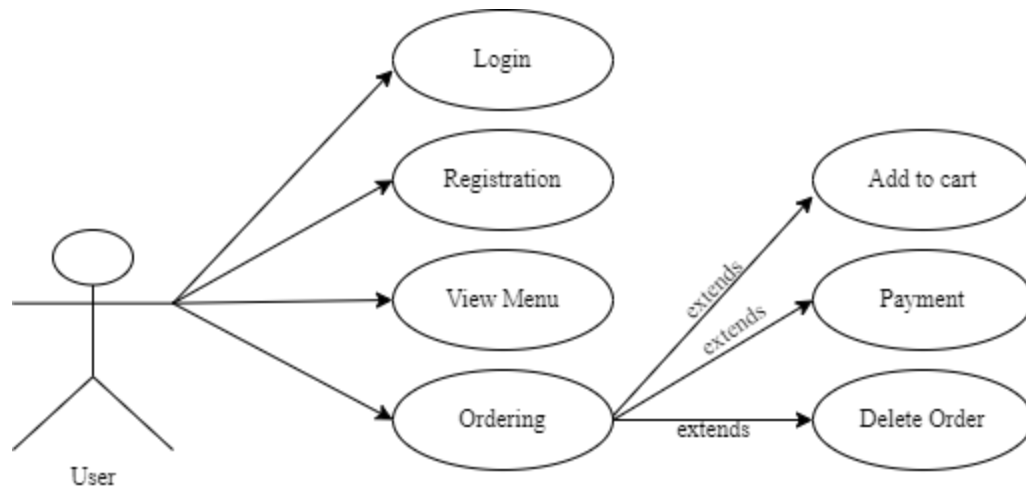 Login
Registration
Add to cart
View Menu
extends
Payment
extends
Ordering
extends
Delete Order
User